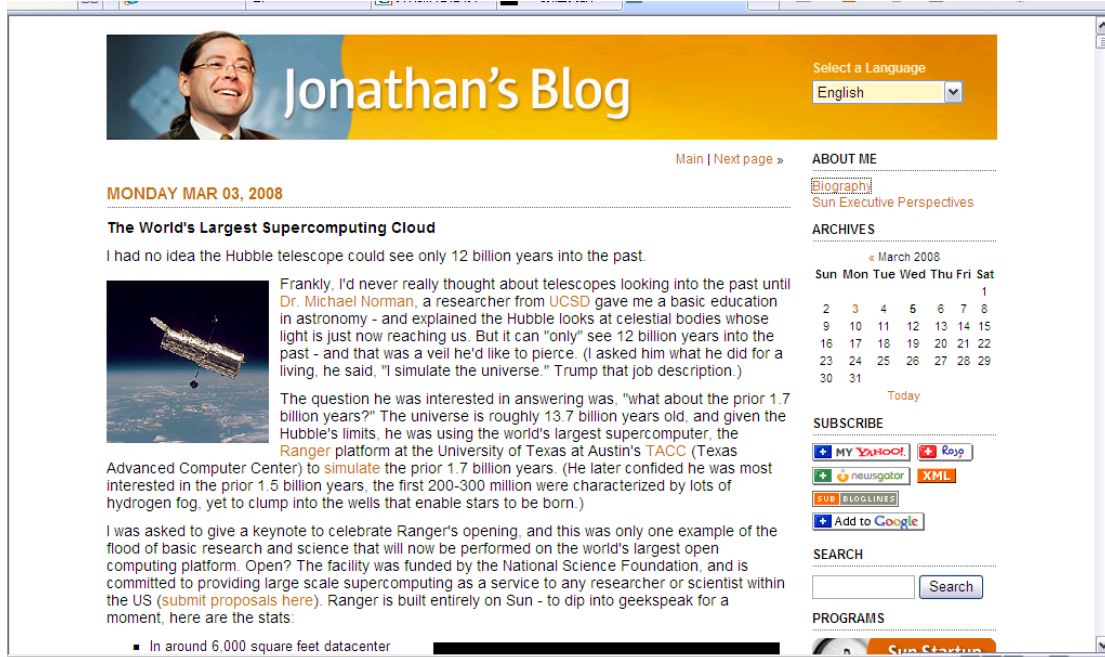 Jonathan's Blog
Select a Language
English
Main | Next page »
MONDAY MAR 03, 2008
The World's Largest Supercomputing Cloud
I had no idea the Hubble telescope could see only 12 billion years into the past.
Frankly, I'd never really thought about telescopes looking into the past until
Dr. Michael Norman, a researcher from UCSD gave me a basic education
in astronomy - and explained the Hubble looks at celestial bodies whose
light is just now reaching us. But it can "only" see 12 billion years into the
past - and that was a veil he'd like to pierce. (I asked him what he did for a
living, he said, "I simulate the universe." Trump that job description.)
The question he was interested in answering was, "what about the prior 1.7
billion years?" The universe is roughly 13.7 billion years old, and given the
Hubble's limits, he was using the world's largest supercomputer, the
Ranger platform at the University of Texas at Austin's TACC (Texas
Advanced Computer Center) to simulate the prior 1.7 billion years. (He later confided he was most
interested in the prior 1.5 billion years, the first 200-300 million were characterized by lots of
hydrogen fog, yet to clump into the wells that enable stars to be born.)
I was asked to give a keynote to celebrate Ranger's opening, and this was only one example of the
flood of basic research and science that will now be performed on the world's largest open
computing platform. Open? The facility was funded by the National Science Foundation, and is
committed to providing large scale supercomputing as a service to any researcher or scientist within
the US (submit proposals here). Ranger is built entirely on Sun - to dip into geekspeak for a
moment, here are the stats:
▪ In around 6,000 square feet datacenter
ABOUT ME
Biography
Sun Executive Perspectives
ARCHIVES
« March 2008
Sun Mon Tue Wed Thu Fri Sat
1
2 3 4 5 6 7 8
9 10 11 12 13 14 15
16 17 18 19 20 21 22
23 24 25 26 27 28 29
30 31
Today
SUBSCRIBE
MY YAHOO! Rojo
newsgator XML
SUB BLOGLINES
Add to Google
SEARCH
Search
PROGRAMS
Sun Startup